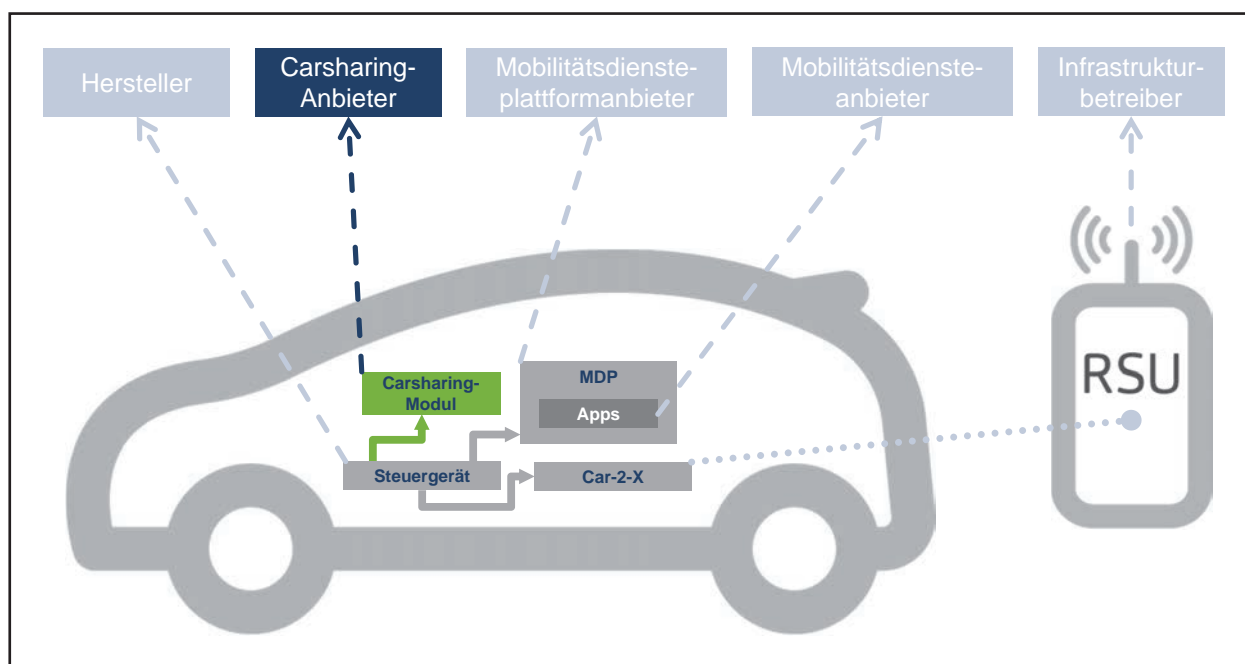 Hersteller
Carsharing-
Anbieter
Mobilitätsdienste-
plattformanbieter
Mobilitätsdienste-
anbieter
Infrastruktur-
betreiber
Carsharing-
Modul
MDP
Apps
Steuergerät
Car-2-X
RSU